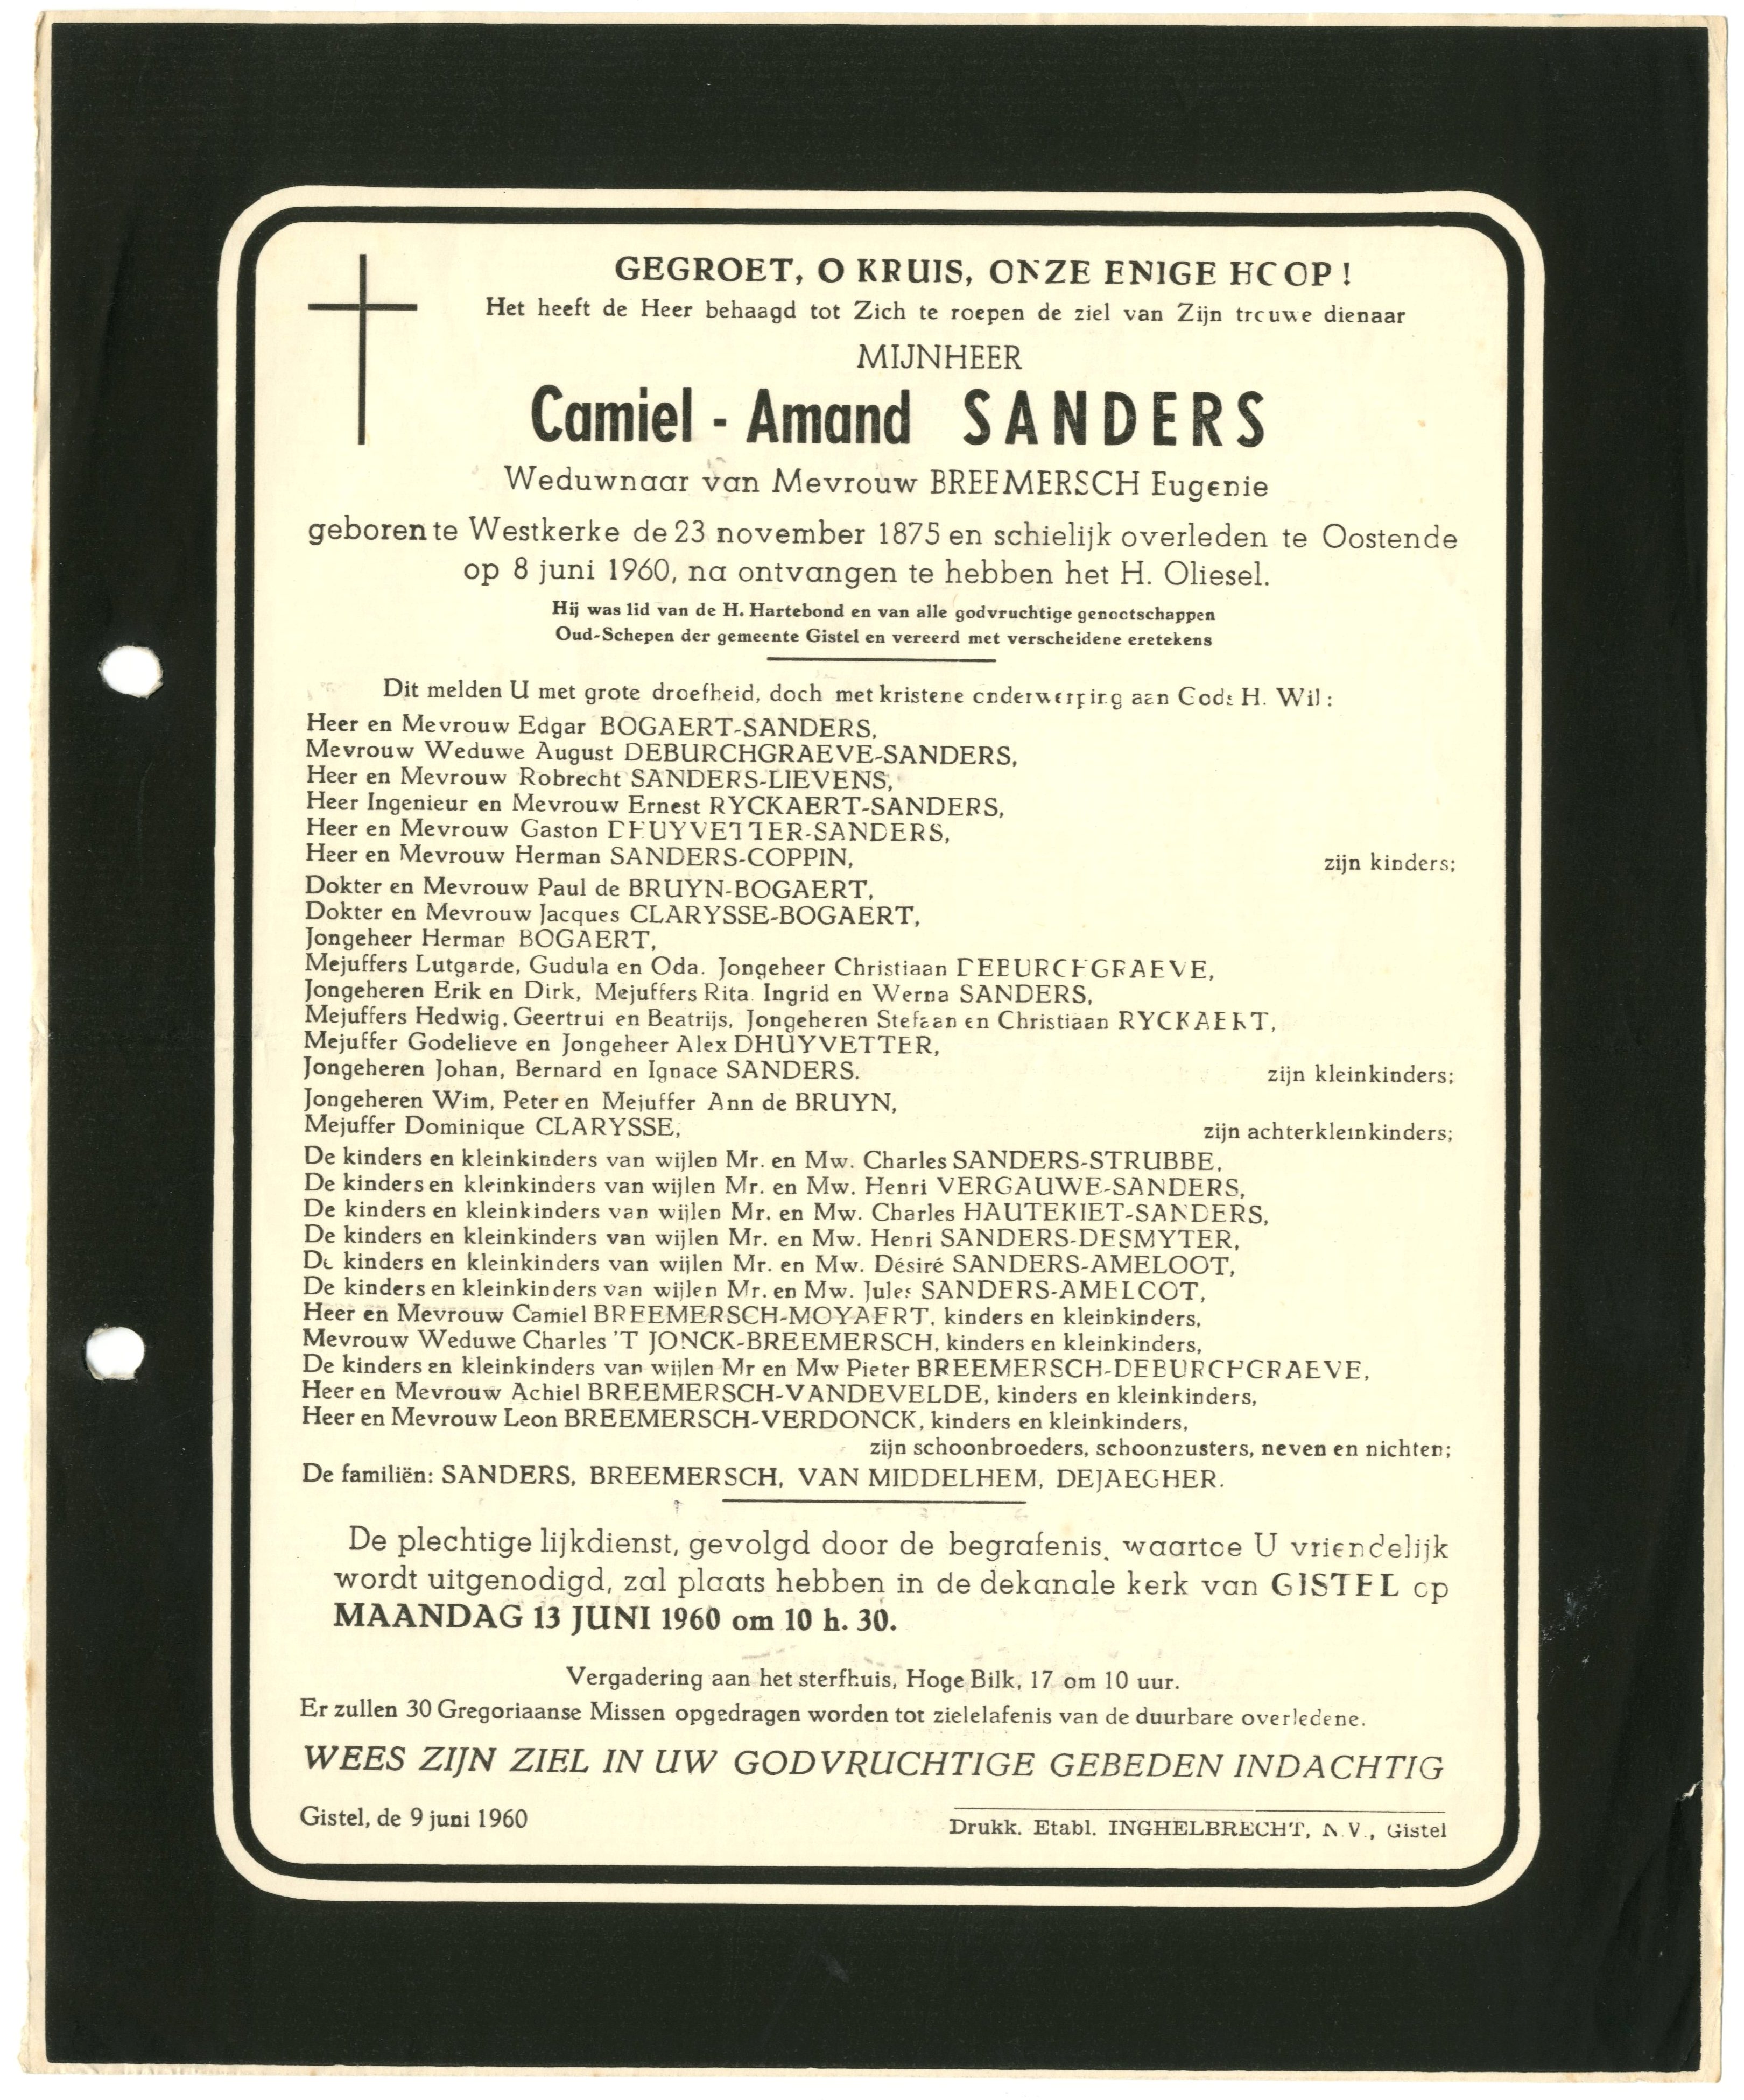 GEGROET, O KRUIS, ONZE ENIGE HOOP!
Het heeft de Heer behaagd tot Zich te roepen de ziel van Zijn trouwe dienaar
MIJNHEER
Camiel - Amand SANDERS
Weduwnaar van Mevrouw BREEMERSCH Eugenie
geboren te Westkerke de 23 november 1875 en schielijk overleden te Oostende
op 8 juni 1960, na ontvangen te hebben het H. Oliesel.
Hij was lid van de H. Hartebond en van alle godvruchtige genootschappen
Oud-Schepen der gemeente Gistel en vereerd met verscheidene eretekens
Dit melden U met grote droefheid, doch met kristene onderwerping aan Gods H. Wil:
Heer en Mevrouw Edgar BOGAERT-SANDERS,
Mevrouw Weduwe August DEBURCHGRAEVE-SANDERS,
Heer en Mevrouw Robrecht SANDERS-LIEVENS,
Heer Ingenieur en Mevrouw Ernest RYCKAERT-SANDERS,
Heer en Mevrouw Gaston DHUYVETTER-SANDERS,
Heer en Mevrouw Herman SANDERS-COPPIN, zijn kinders;
Dokter en Mevrouw Paul de BRUYN-BOGAERT,
Dokter en Mevrouw Jacques CLARYSSE-BOGAERT,
Jongeheer Herman BOGAERT,
Mejuffers Lutgarde, Gudula en Oda. Jongeheer Christiaan DEBURCHGRAEVE,
Jongeheren Erik en Dirk, Mejuffers Rita. Ingrid en Werna SANDERS,
Mejuffers Hedwig, Geertrui en Beatrijs, Jongeheren Stefaan en Christiaan RYCKAERT,
Mejuffer Godelieve en Jongeheer Alex DHUYVETTER,
Jongeheren Johan, Bernard en Ignace SANDERS. zijn kleinkinders;
Jongeheren Wim, Peter en Mejuffer Ann de BRUYN,
Mejuffer Dominique CLARYSSE, zijn achterkleinkinders;
De kinders en kleinkinders van wijlen Mr. en Mw. Charles SANDERS-STRUBBE,
De kinders en kleinkinders van wijlen Mr. en Mw. Henri VERGAUWE-SANDERS,
De kinders en kleinkinders van wijlen Mr. en Mw. Charles HAUTEKIET-SANDERS,
De kinders en kleinkinders van wijlen Mr. en Mw. Henri SANDERS-DESMYTER,
De kinders en kleinkinders van wijlen Mr. en Mw. Désiré SANDERS-AMELOOT,
De kinders en kleinkinders van wijlen Mr. en Mw. Jules SANDERS-AMELOOT,
Heer en Mevrouw Camiel BREEMERSCH-MOYAERT, kinders en kleinkinders,
Mevrouw Weduwe Charles 'T JONCK-BREEMERSCH, kinders en kleinkinders,
De kinders en kleinkinders van wijlen Mr en Mw Pieter BREEMERSCH-DEBURCHGRAEVE,
Heer en Mevrouw Achiel BREEMERSCH-VANDEVELDE, kinders en kleinkinders,
Heer en Mevrouw Leon BREEMERSCH-VERDONCK, kinders en kleinkinders,
zijn schoonbroeders, schoonzusters, neven en nichten;
De familiën: SANDERS, BREEMERSCH, VAN MIDDELHEM, DEJAEGHER.
De plechtige lijkdienst, gevolgd door de begrafenis, waartoe U vriendelijk
wordt uitgenodigd, zal plaats hebben in de dekanale kerk van GISTEL op
MAANDAG 13 JUNI 1960 om 10 h. 30.
Vergadering aan het sterfhuis, Hoge Bilk, 17 om 10 uur.
Er zullen 30 Gregoriaanse Missen opgedragen worden tot zielelafenis van de duurbare overledene.
WEES ZIJN ZIEL IN UW GODVRUCHTIGE GEBEDEN INDACHTIG
Gistel, de 9 juni 1960
Drukk. Etabl. INGHELBRECHT, N.V., Gistel